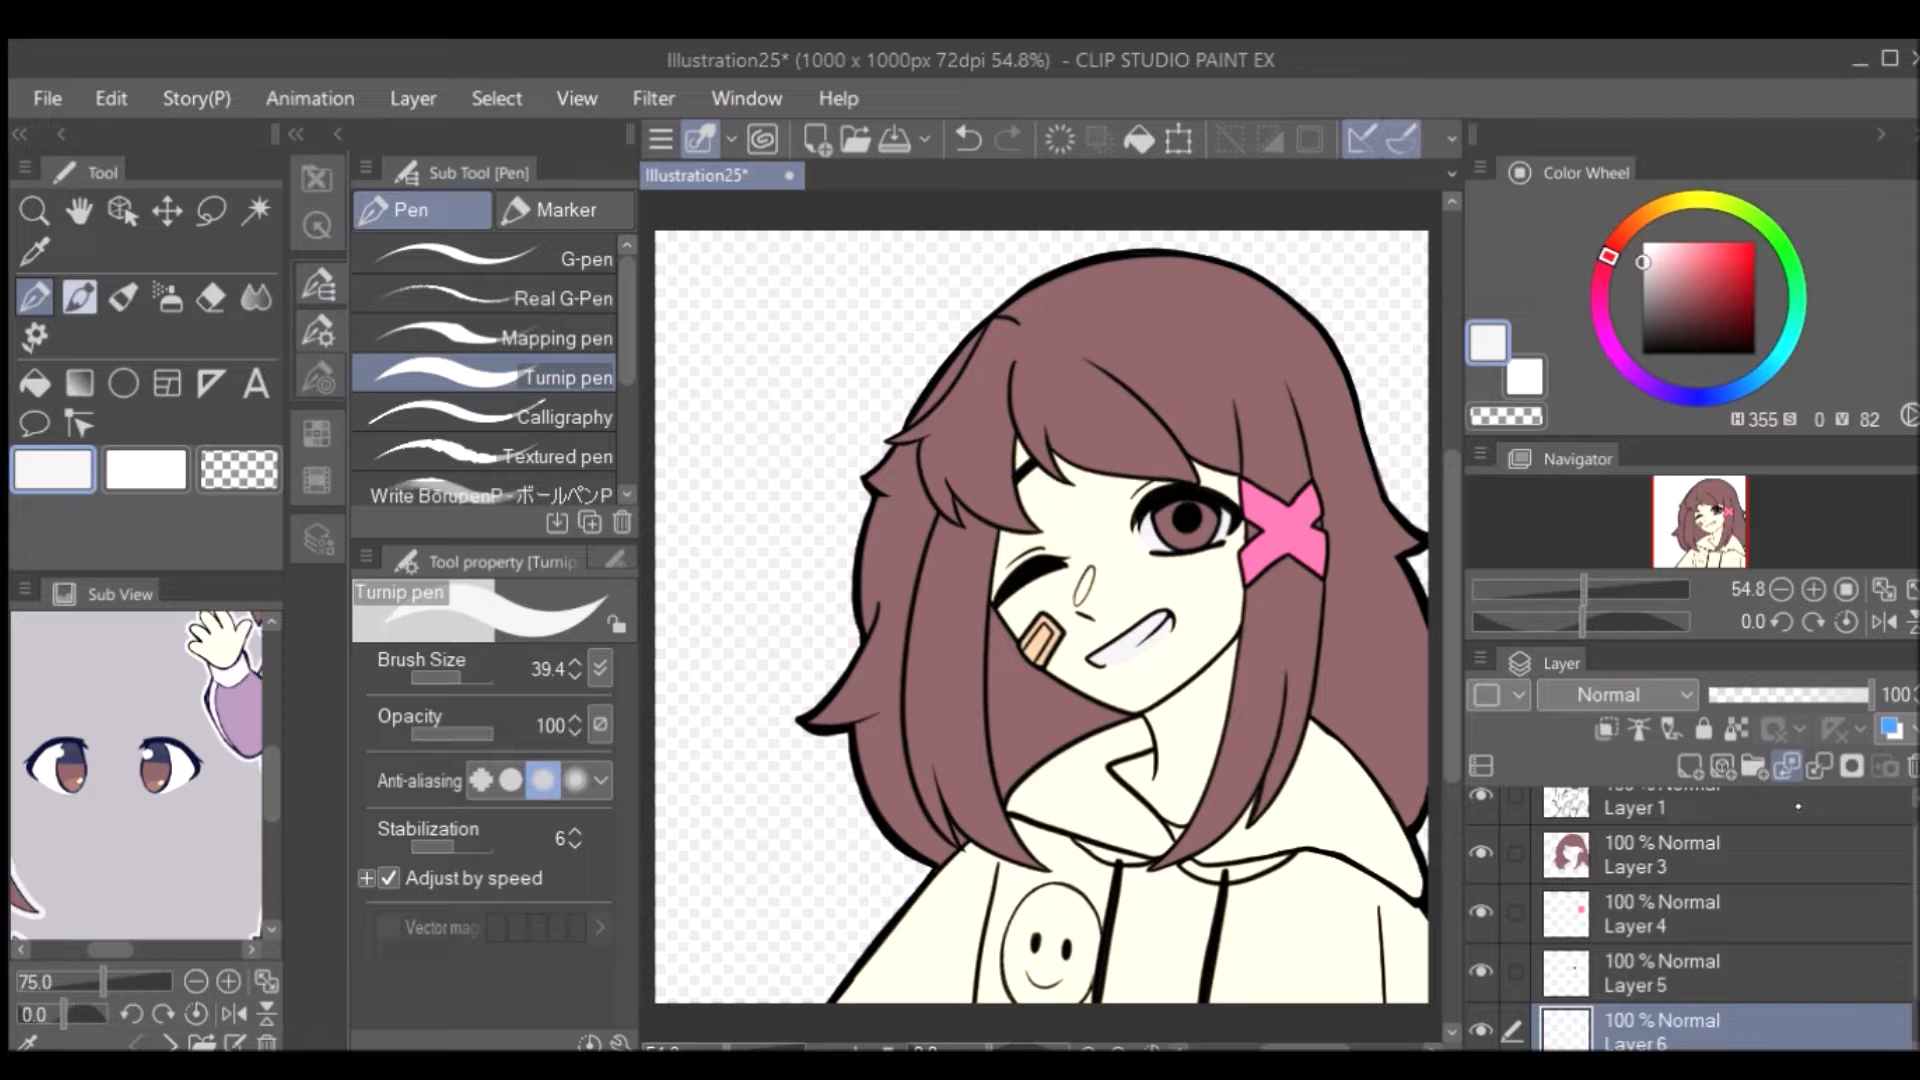 Illustration25* (1000 x 1000px 72dpi 54.8%) - CLIP STUDIO PAINT EX
File Edit Story(P) Animation Layer Select View Filter Window Help
Tool
Sub Tool [Pen]
Illustration25*
Color Wheel
Pen Marker
G-pen
Real G-Pen
Mapping pen
Turnip pen
Calligraphy
Textured pen
Write BorupenP - ボールペンP
H 355 S 0 V 82
Navigator
Tool property [Turnip
Turnip pen
Sub View
54.8
0.0
Brush Size 39.4
Opacity 100
Anti-aliasing
Stabilization 6
Adjust by speed
Vector mag
Layer
Normal 100
Layer 1
100 % Normal
Layer 3
100 % Normal
Layer 4
100 % Normal
Layer 5
100 % Normal
Layer 6
75.0
0.0